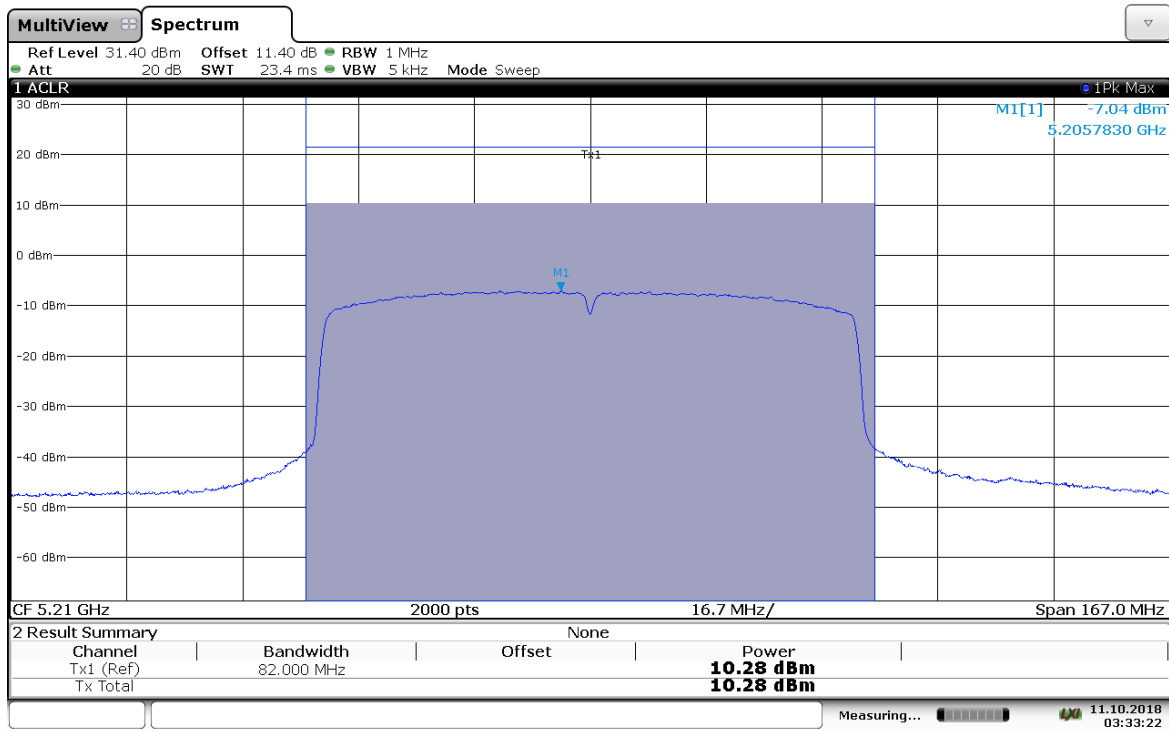 MultiView Spectrum
Ref Level 31.40 dBm Offset 11.40 dB RBW 1 MHz
Att 20 dB SWT 23.4 ms VBW 5 kHz Mode Sweep
1 ACLR 1Pk Max
30 dBm
M1[1] -7.04 dBm
5.2057830 GHz
20 dBm
Tx1
10 dBm
0 dBm
M1
-10 dBm
-20 dBm
-30 dBm
-40 dBm
-50 dBm
-60 dBm
CF 5.21 GHz 2000 pts 16.7 MHz/ Span 167.0 MHz
2 Result Summary None
Channel Bandwidth Offset Power
Tx1 (Ref) 82.000 MHz 10.28 dBm
Tx Total 10.28 dBm
Measuring... LXI 11.10.2018
03:33:22